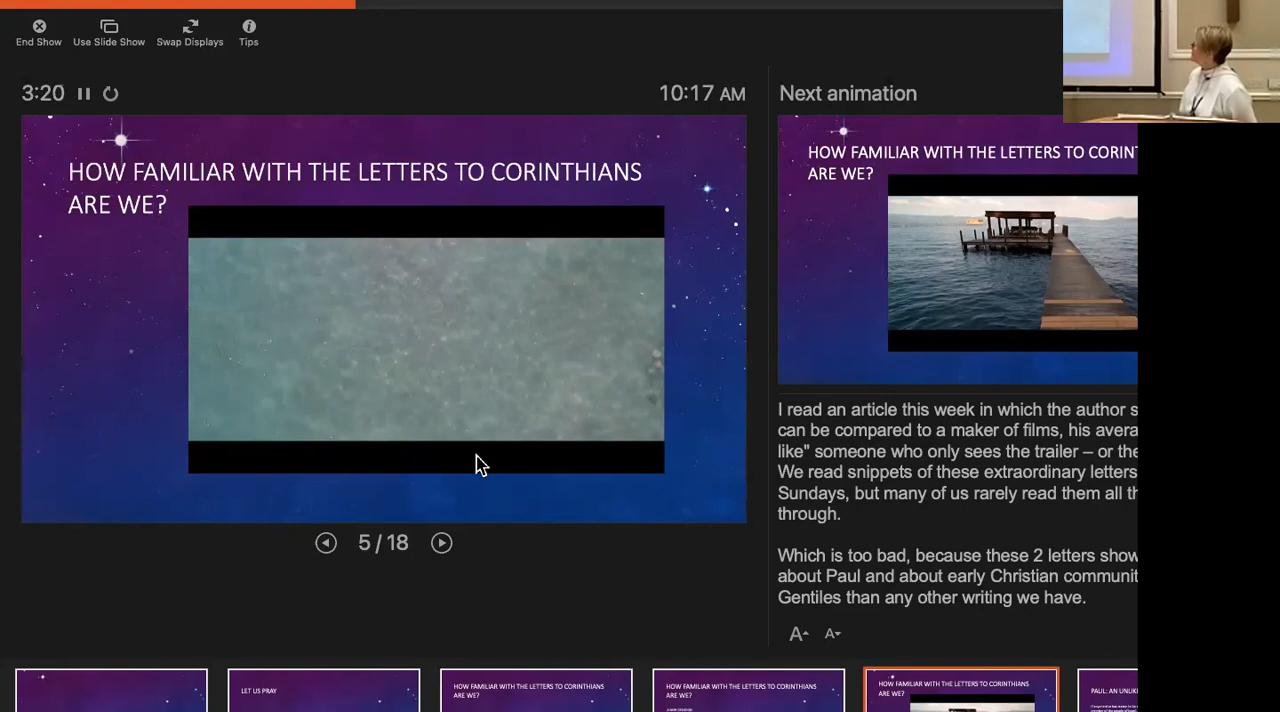 End Show
Use Slide Show
Swap Displays
Tips
3:20
10:17 AM
HOW FAMILIAR WITH THE LETTERS TO CORINTHIANS
ARE WE?
5 / 18
Next animation
HOW FAMILIAR WITH THE LETTERS TO CORINT
ARE WE?
I read an article this week in which the author s
can be compared to a maker of films, his avera
like" someone who only sees the trailer – or the
We read snippets of these extraordinary letters
Sundays, but many of us rarely read them all th
through.
Which is too bad, because these 2 letters show
about Paul and about early Christian communit
Gentiles than any other writing we have.
A
A
LET US PRAY
HOW FAMILIAR WITH THE LETTERS TO CORINTHIANS
ARE WE?
HOW FAMILIAR WITH THE LETTERS TO CORINTHIANS
ARE WE?
HOW FAMILIAR WITH THE LETTERS TO CORINTHIANS
ARE WE?
PAUL: AN UNLIK